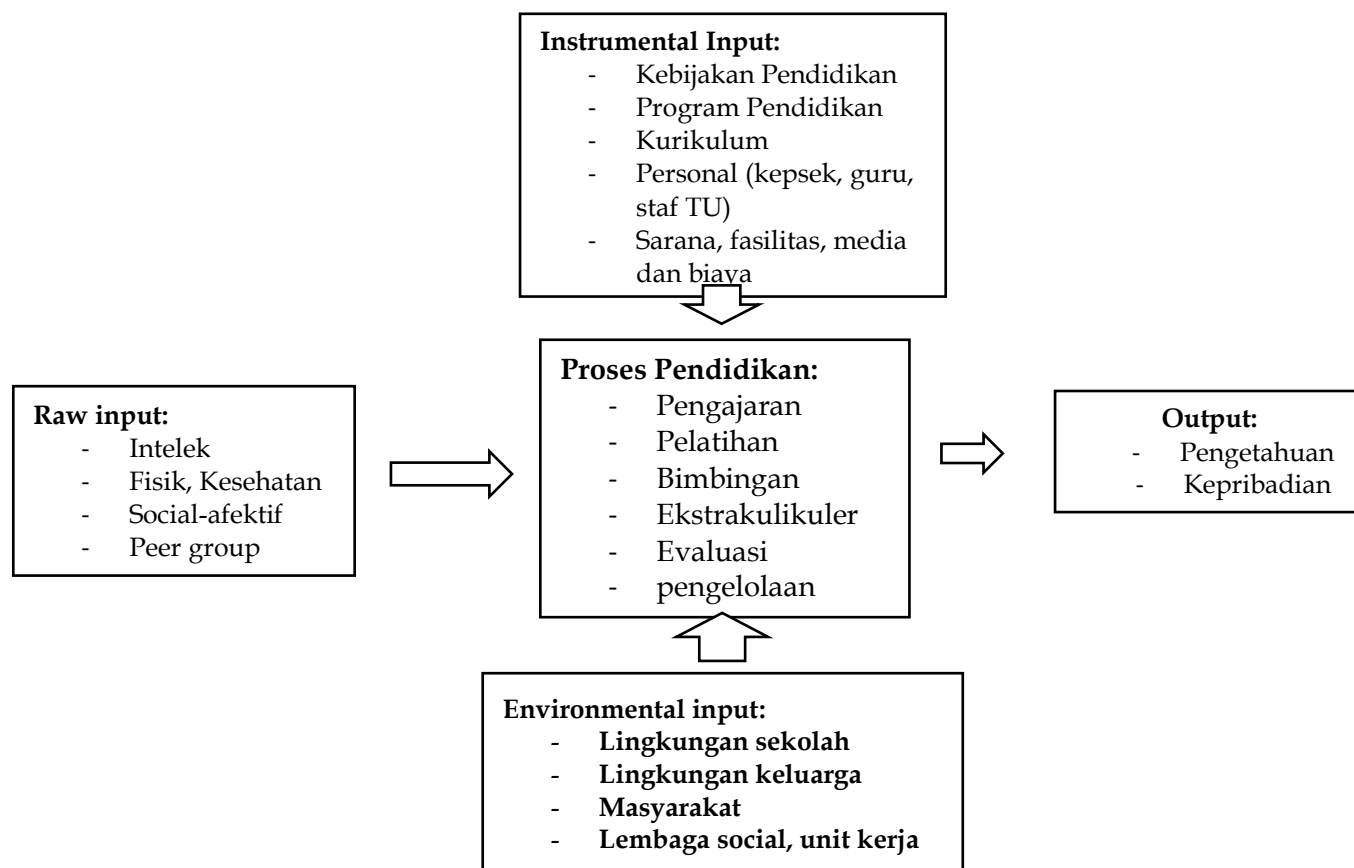 Instrumental Input:
- Kebijakan Pendidikan
- Program Pendidikan
- Kurikulum
- Personal (kepsek, guru,
staf TU)
- Sarana, fasilitas, media
dan biaya
Raw input:
- Intelek
- Fisik, Kesehatan
- Social-afektif
- Peer group
Proses Pendidikan:
- Pengajaran
- Pelatihan
- Bimbingan
- Ekstrakulikuler
- Evaluasi
- pengelolaan
Output:
- Pengetahuan
- Kepribadian
Environmental input:
- Lingkungan sekolah
- Lingkungan keluarga
- Masyarakat
- Lembaga social, unit kerja